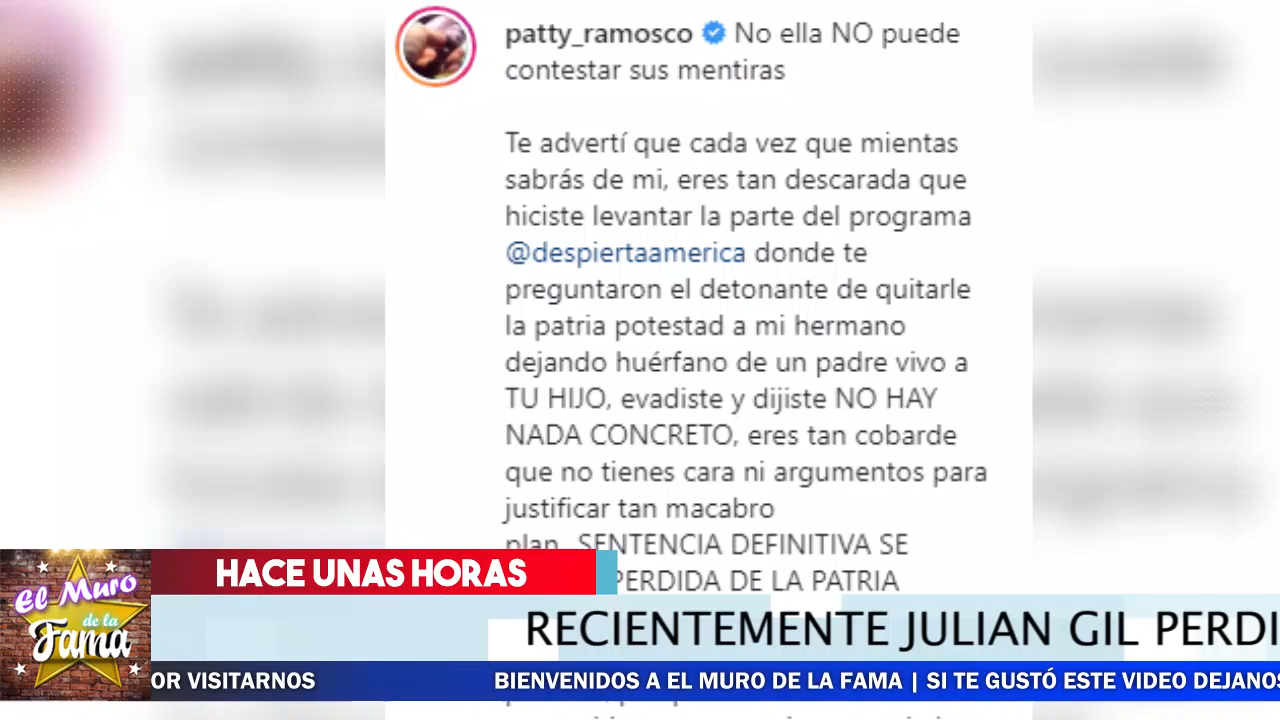 patty_ramosco No ella NO puede
contestar sus mentiras
Te advertí que cada vez que mientas
sabrás de mi, eres tan descarada que
hiciste levantar la parte del programa
@despiertaamerica donde te
preguntaron el detonante de quitarle
la patria potestad a mi hermano
dejando huérfano de un padre vivo a
TU HIJO, evadiste y dijiste NO HAY
NADA CONCRETO, eres tan cobarde
que no tienes cara ni argumentos para
justificar tan macabro
plan SENTENCIA DEFINITIVA SE
PERDIDA DE LA PATRIA
HACE UNAS HORAS
El Muro
de la
Fama
RECIENTEMENTE JULIAN GIL PERDI
OR VISITARNOS BIENVENIDOS A EL MURO DE LA FAMA | SI TE GUSTÓ ESTE VIDEO DEJANOS